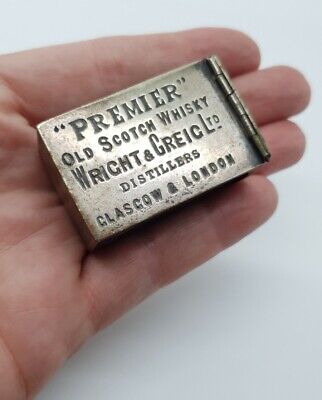 "PREMIER"
OLD SCOTCH WHISKY
WRIGHT & GREIG LTD
DISTILLERS
GLASGOW & LONDON